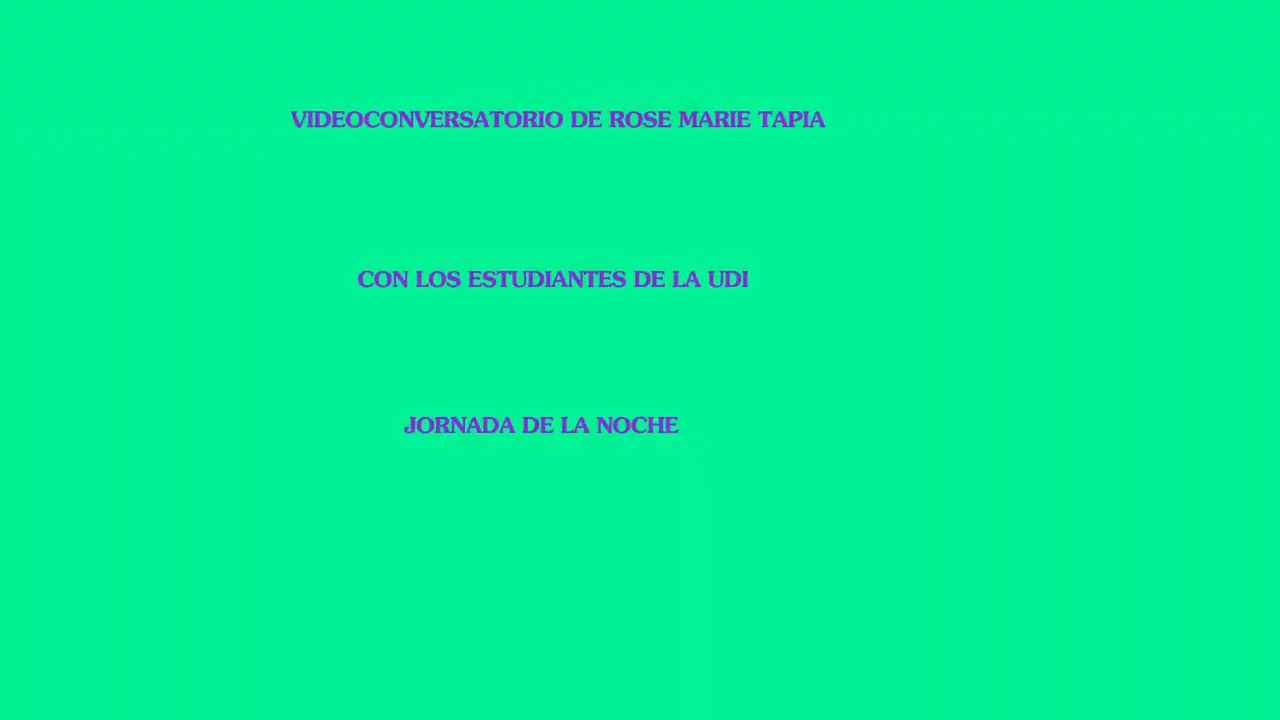 VIDEOCONVERSATORIO DE ROSE MARIE TAPIA
CON LOS ESTUDIANTES DE LA UDI
JORNADA DE LA NOCHE